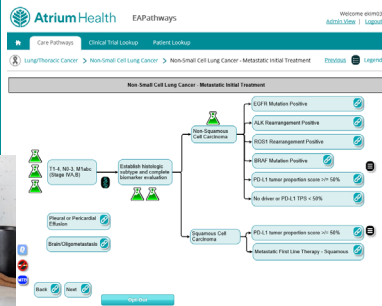 Atrium Health EAPathways
Welcome ekim03
Admin View | Logout
Care Pathways Clinical Trial Lookup Patient Lookup
Lung/Thoracic Cancer > Non-Small Cell Lung Cancer > Non-Small Cell Lung Cancer - Metastatic Initial Treatment Previous Legend
Non-Small Cell Lung Cancer - Metastatic Initial Treatment
EGFR Mutation Positive
ALK Rearrangement Positive
Non-Squamous
Cell Carcinoma
ROS1 Rearrangement Positive
BRAF Mutation Positive
T1-4, N0-3, M1abc
(Stage IVA,B)
Establish histologic
subtype and complete
biomarker evaluation
PD-L1 tumor proportion score >/= 50%
No driver or PD-L1 TPS < 50%
Pleural or Pericardial
Effusion
Squamous Cell
Carcinoma
PD-L1 tumor proportion score >/= 50%
Brain/Oligometastasis
Metastatic First Line Therapy - Squamous
Back Next
Opt-Out